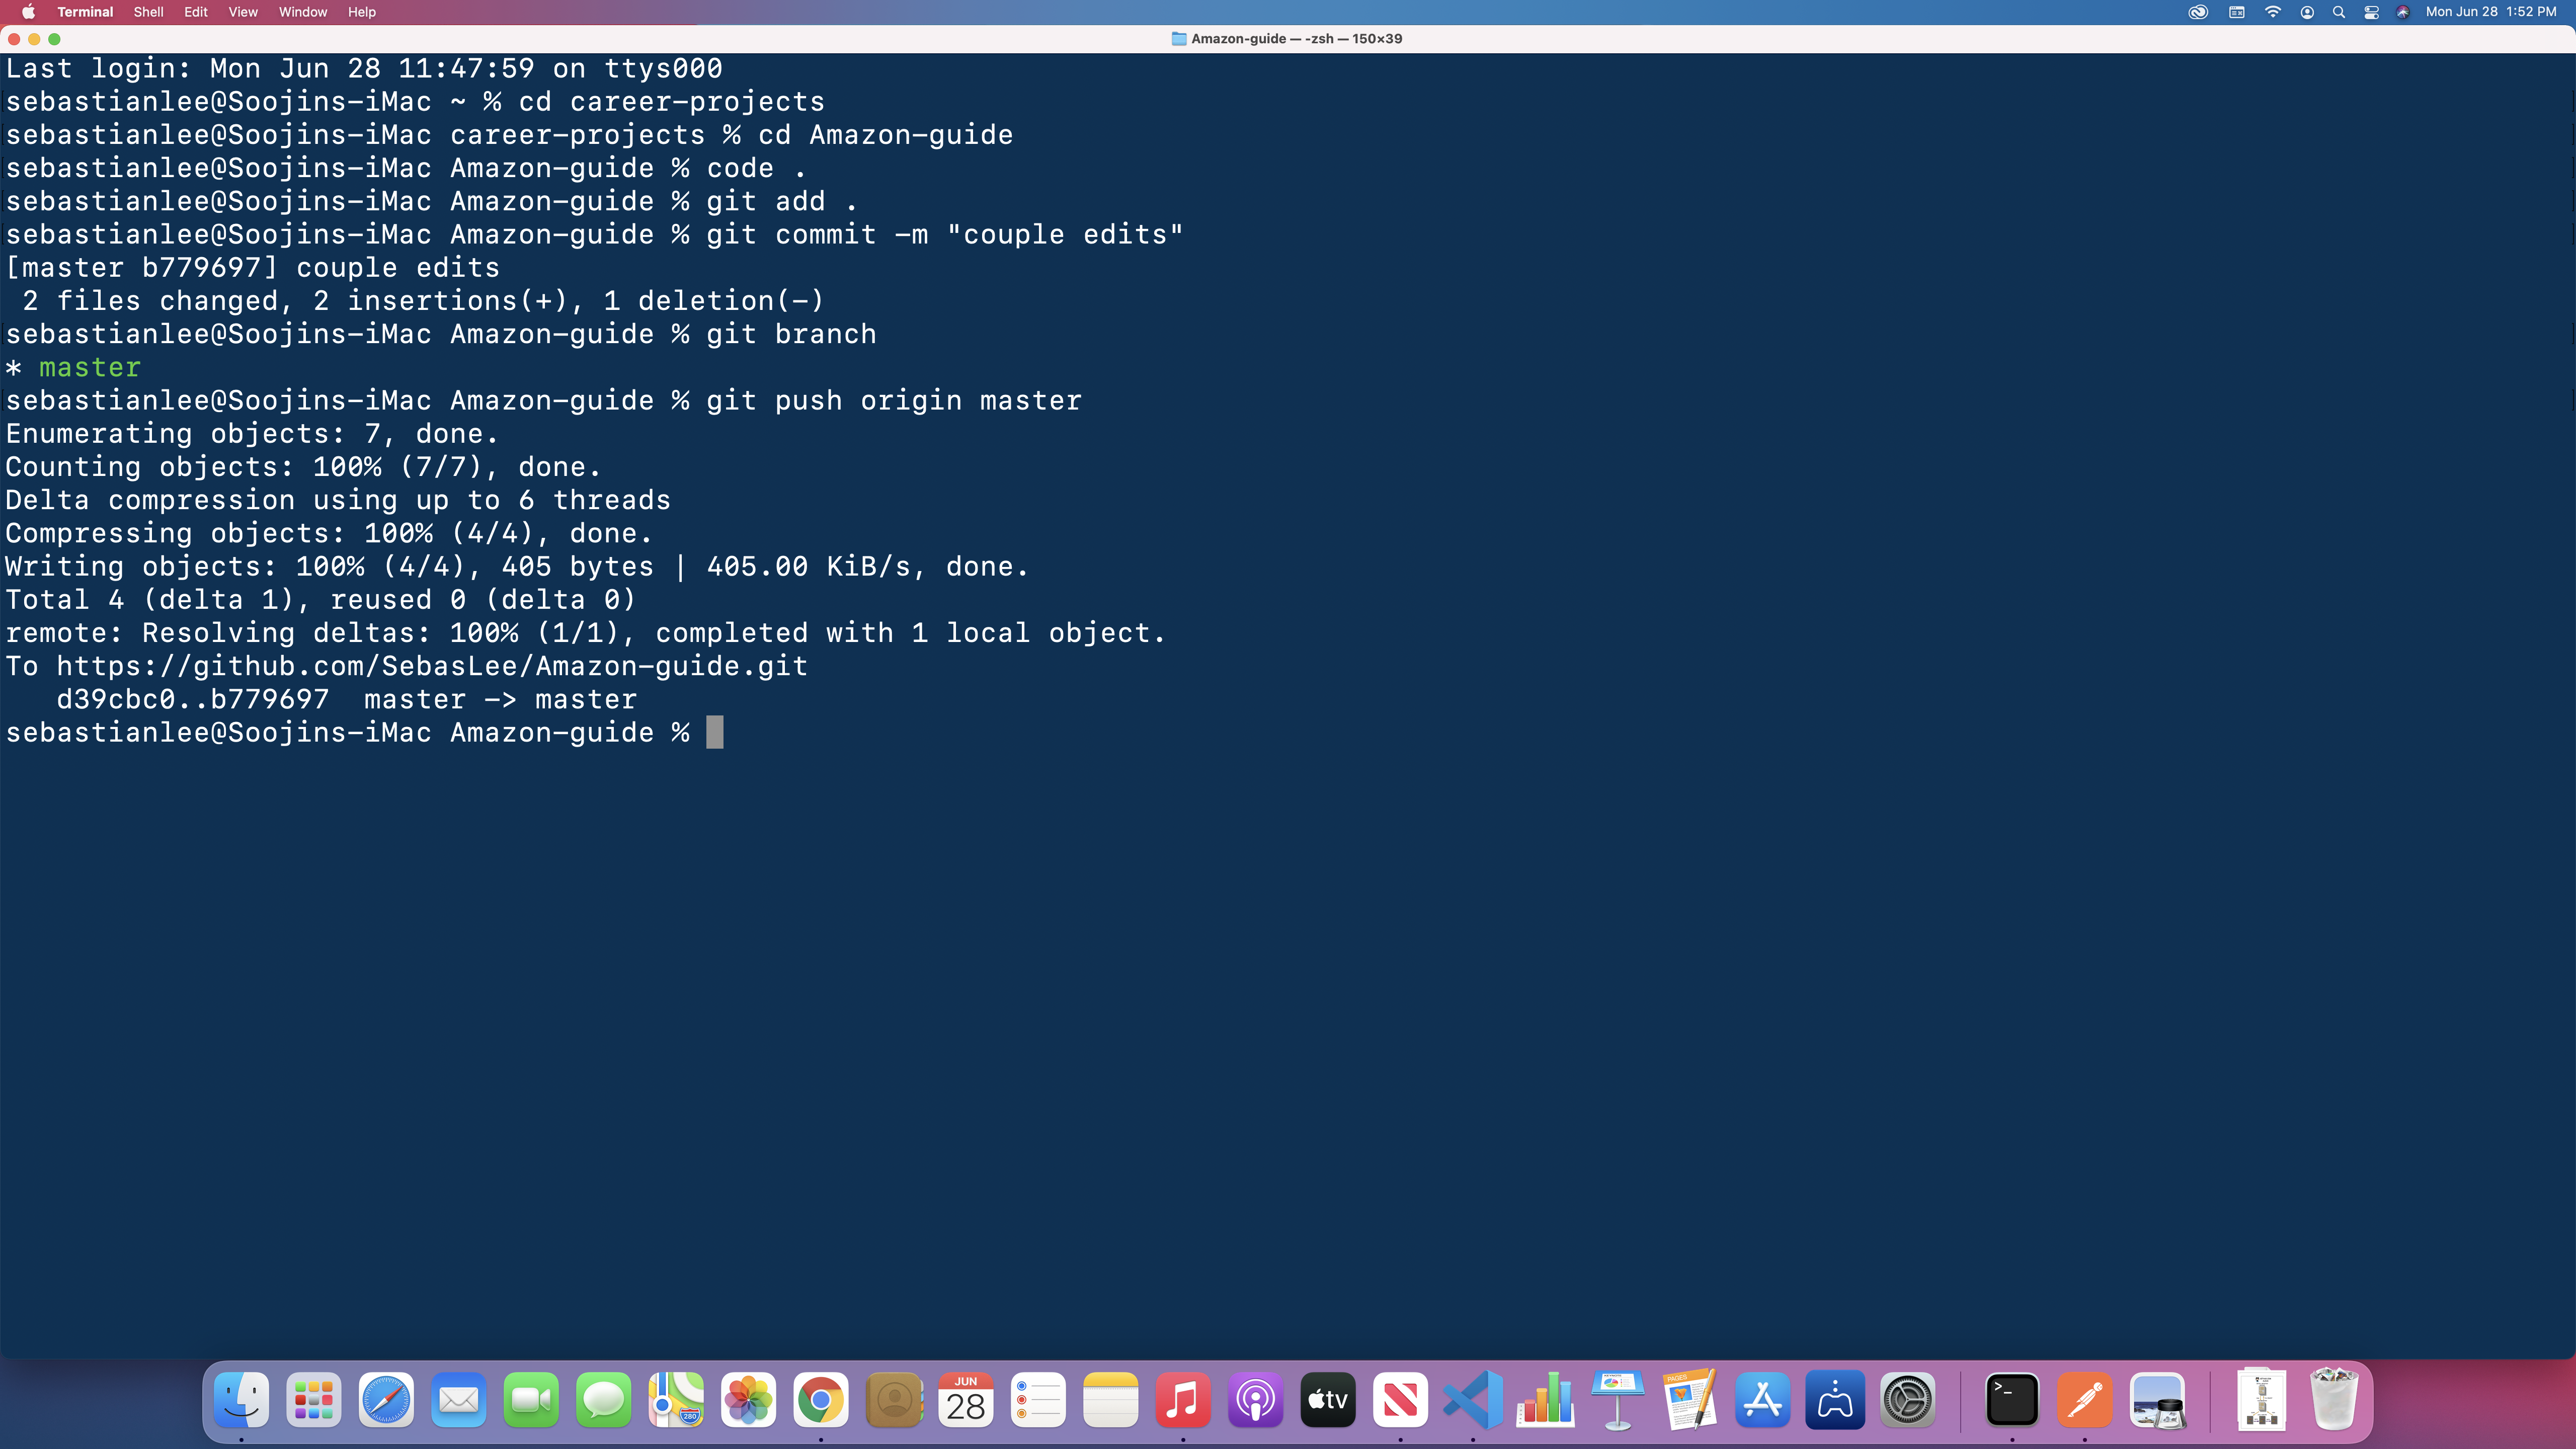 Terminal Shell Edit View Window Help Mon Jun 28 1:52 PM
Amazon-guide — -zsh — 150×39
Last login: Mon Jun 28 11:47:59 on ttys000
sebastianlee@Soojins-iMac ~ % cd career-projects
sebastianlee@Soojins-iMac career-projects % cd Amazon-guide
sebastianlee@Soojins-iMac Amazon-guide % code .
sebastianlee@Soojins-iMac Amazon-guide % git add .
sebastianlee@Soojins-iMac Amazon-guide % git commit -m "couple edits"
[master b779697] couple edits
 2 files changed, 2 insertions(+), 1 deletion(-)
sebastianlee@Soojins-iMac Amazon-guide % git branch
* master
sebastianlee@Soojins-iMac Amazon-guide % git push origin master
Enumerating objects: 7, done.
Counting objects: 100% (7/7), done.
Delta compression using up to 6 threads
Compressing objects: 100% (4/4), done.
Writing objects: 100% (4/4), 405 bytes | 405.00 KiB/s, done.
Total 4 (delta 1), reused 0 (delta 0)
remote: Resolving deltas: 100% (1/1), completed with 1 local object.
To https://github.com/SebasLee/Amazon-guide.git
   d39cbc0..b779697  master -> master
sebastianlee@Soojins-iMac Amazon-guide %
280
JUN
28
tv
PAGES
>_